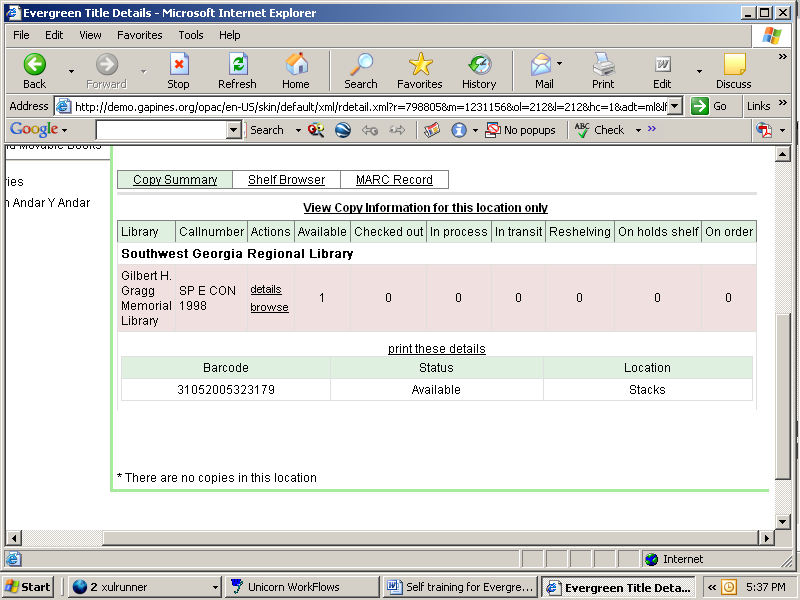 Evergreen Title Details - Microsoft Internet Explorer
File Edit View Favorites Tools Help
Back Forward Stop Refresh Home Search Favorites History Mail Print Edit Discuss »
Address http://demo.gapines.org/opac/en-US/skin/default/xml/rdetail.xml?r=798805&m=1231156&ol=212&l=212&hc=1&adt=ml&lf Go Links »
Google Search No popups ABC Check »
ries
n Andar Y Andar
Copy Summary Shelf Browser MARC Record
View Copy Information for this location only
Library Callnumber Actions Available Checked out In process In transit Reshelving On holds shelf On order
Southwest Georgia Regional Library
Gilbert H.
Gragg
Memorial
Library
SP E CON
1998
details
browse
1 0 0 0 0 0 0
print these details
Barcode Status Location
31052005323179 Available Stacks
* There are no copies in this location
Internet
Start 2 xulrunner Unicorn WorkFlows Self training for Evergre... Evergreen Title Deta... « 5:37 PM